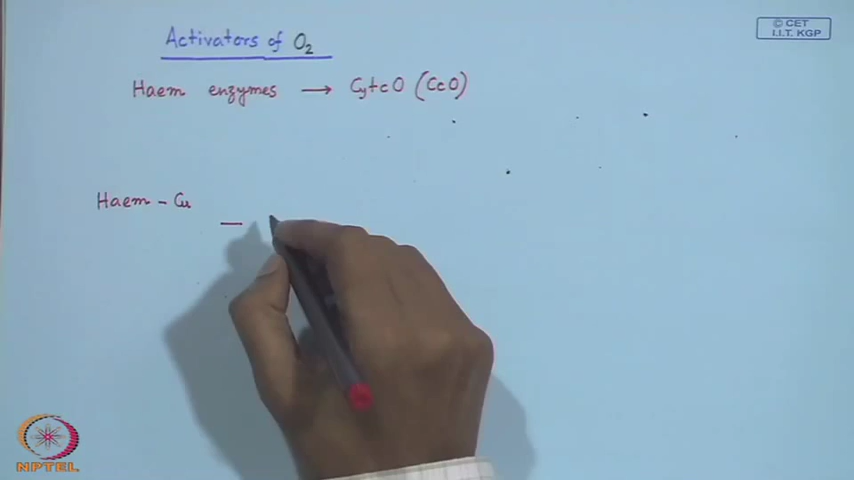 © CET
I.I.T. KGP
Activators of O₂
Haem enzymes → CytcO (CcO)
Haem - Cu
—
NPTEL